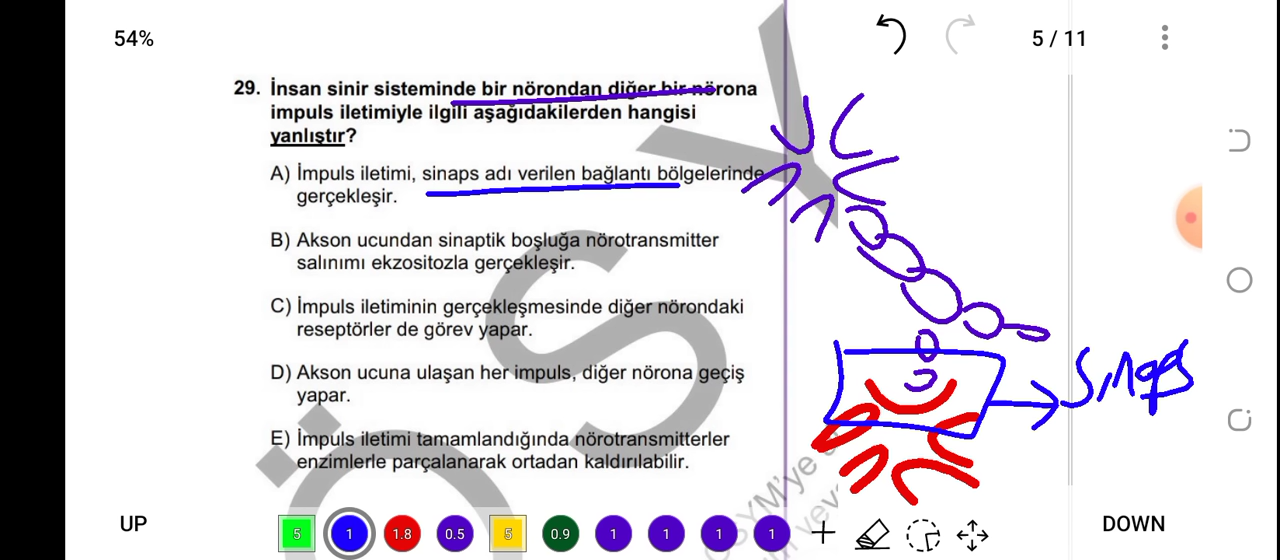 54%
5 / 11
29. İnsan sinir sisteminde bir nörondan diğer bir nörona
impuls iletimiyle ilgili aşağıdakilerden hangisi
yanlıştır?
A) İmpuls iletimi, sinaps adı verilen bağlantı bölgelerinde
gerçekleşir.
B) Akson ucundan sinaptik boşluğa nörotransmitter
salınımı ekzositozla gerçekleşir.
C) İmpuls iletiminin gerçekleşmesinde diğer nörondaki
reseptörler de görev yapar.
D) Akson ucuna ulaşan her impuls, diğer nörona geçiş
yapar.
E) İmpuls iletimi tamamlandığında nörotransmitterler
enzimlerle parçalanarak ortadan kaldırılabilir.
Sinaps
ÖSY
UP
5 1 1.8 0.5 5 0.9 1 1 1 1
DOWN